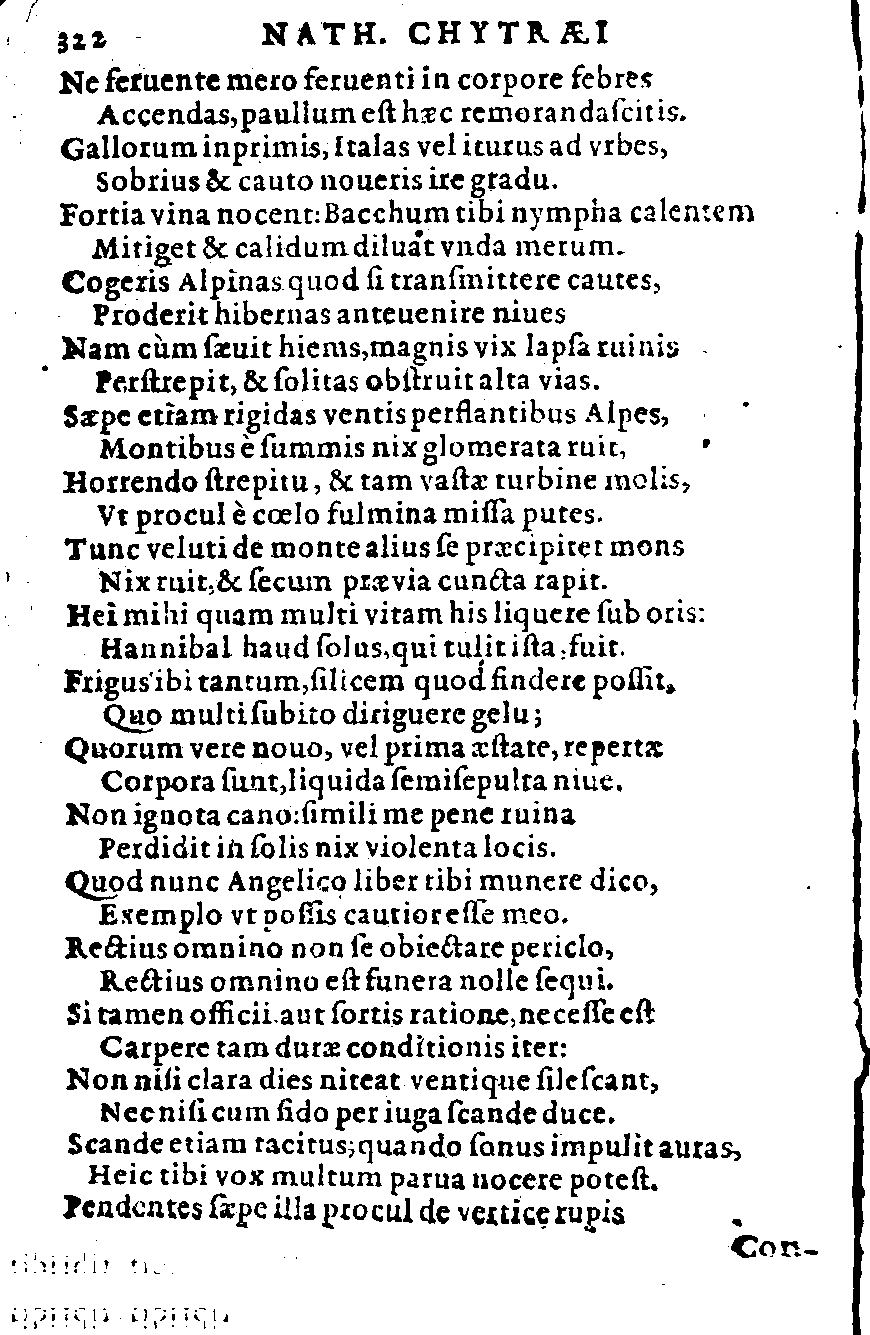 322 NATH. CHYTRÆI
Ne feruente mero feruenti in corpore febres
Accendas, paullum est hæc remoranda ſcitis.
Gallorum inprimis, Italas vel iturus ad vrbes,
Sobrius & cauto noueris ire gradu.
Fortia vina nocent: Bacchum tibi nympha calentem
Mitiget & calidum diluat vnda merum.
Cogeris Alpinas quod ſi tranſmittere cautes,
Proderit hibernas anteuenire niues
Nam cùm ſæuit hiems, magnis vix lapſa ruinis
Perſtrepit, & ſolitas obſtruit alta vias.
Sæpe etiam rigidas ventis perflantibus Alpes,
Montibus è ſummis nix glomerata ruit,
Horrendo ſtrepitu, & tam vaſtæ turbine molis,
Vt procul è cœlo fulmina miſſa putes.
Tunc veluti de monte alius ſe præcipitet mons
Nix ruit, & ſecum prævia cuncta rapit.
Hei mihi quam multi vitam his liquere ſub oris:
Hannibal haud ſolus, qui tulit iſta, fuit.
Frigus ibi tantum, ſilicem quod findere poſſit,
Quo multi ſubito diriguere gelu;
Quorum vere nouo, vel prima æſtate, repertæ
Corpora ſunt, liquida ſemiſepulta niue.
Non ignota cano: ſimili me pene ruina
Perdidit in ſolis nix violenta locis.
Quod nunc Angelico liber tibi munere dico,
Exemplo vt poſſis cautior eſſe meo.
Rectius omnino non ſe obiectare periclo,
Rectius omnino eſt funera nolle ſequi.
Si tamen officii aut ſortis ratione, neceſſe eſt
Carpere tam duræ conditionis iter:
Non niſi clara dies niteat ventique ſileſcant,
Nec niſi cum fido per iuga ſcande duce.
Scande etiam tacitus; quando ſonus impulit auras,
Heic tibi vox multum parua nocere poteſt.
Pendentes ſæpe illa procul de vertice rupis
Con-